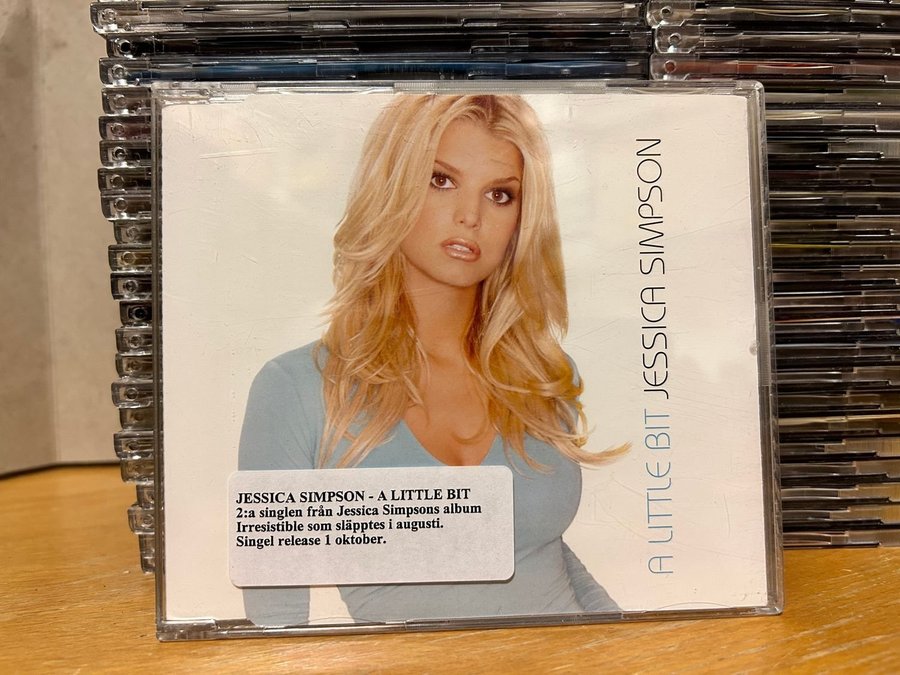 A LITTLE BIT JESSICA SIMPSON
JESSICA SIMPSON - A LITTLE BIT
2:a singlen från Jessica Simpsons album
Irresistible som släpptes i augusti.
Singel release 1 oktober.